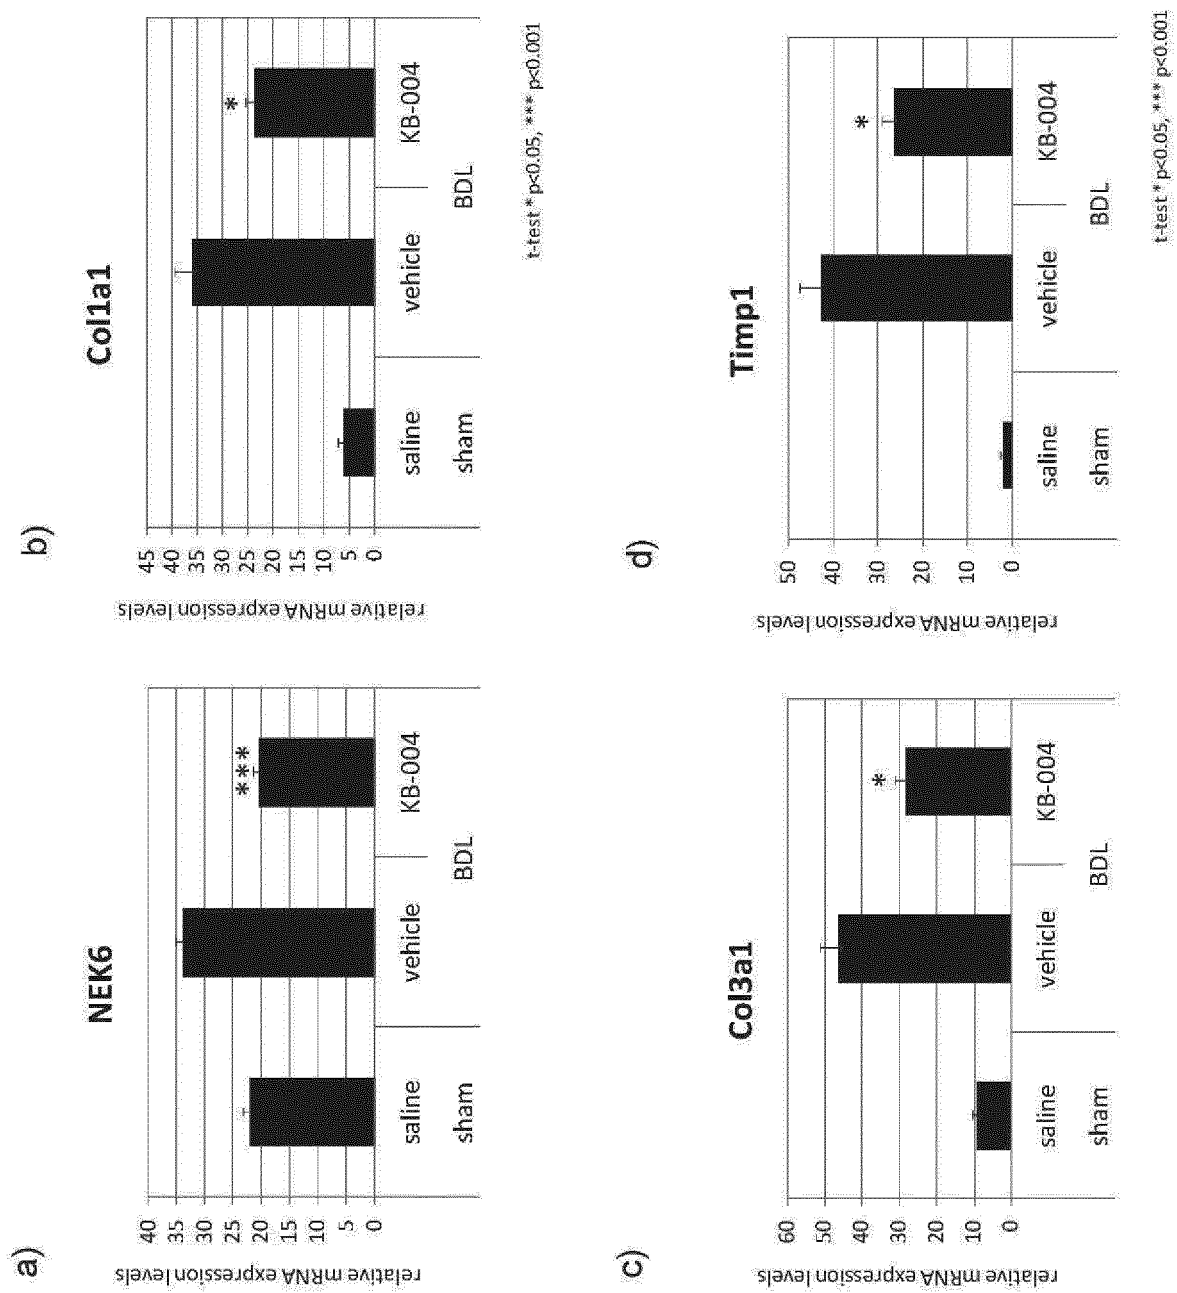 a)
NEK6
relative mRNA expression levels
40
35
30
25
20
15
10
5
0
***
saline
vehicle
KB-004
sham
BDL
b)
Col1a1
relative mRNA expression levels
45
40
35
30
25
20
15
10
5
0
*
saline
vehicle
KB-004
sham
BDL
t-test * p<0.05, *** p<0.001
c)
Col3a1
relative mRNA expression levels
60
50
40
30
20
10
0
*
saline
vehicle
KB-004
sham
BDL
d)
Timp1
relative mRNA expression levels
50
40
30
20
10
0
*
saline
vehicle
KB-004
sham
BDL
t-test * p<0.05, *** p<0.001